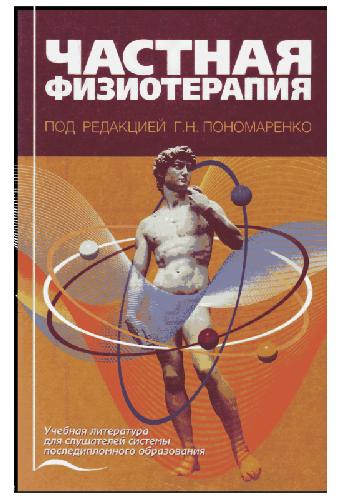 ЧАСТНАЯ
ФИЗИОТЕРАПИЯ
ПОД РЕДАКЦИЕЙ Г.Н. ПОНОМАРЕНКО
Учебная литература
для слушателей системы
последипломного образования